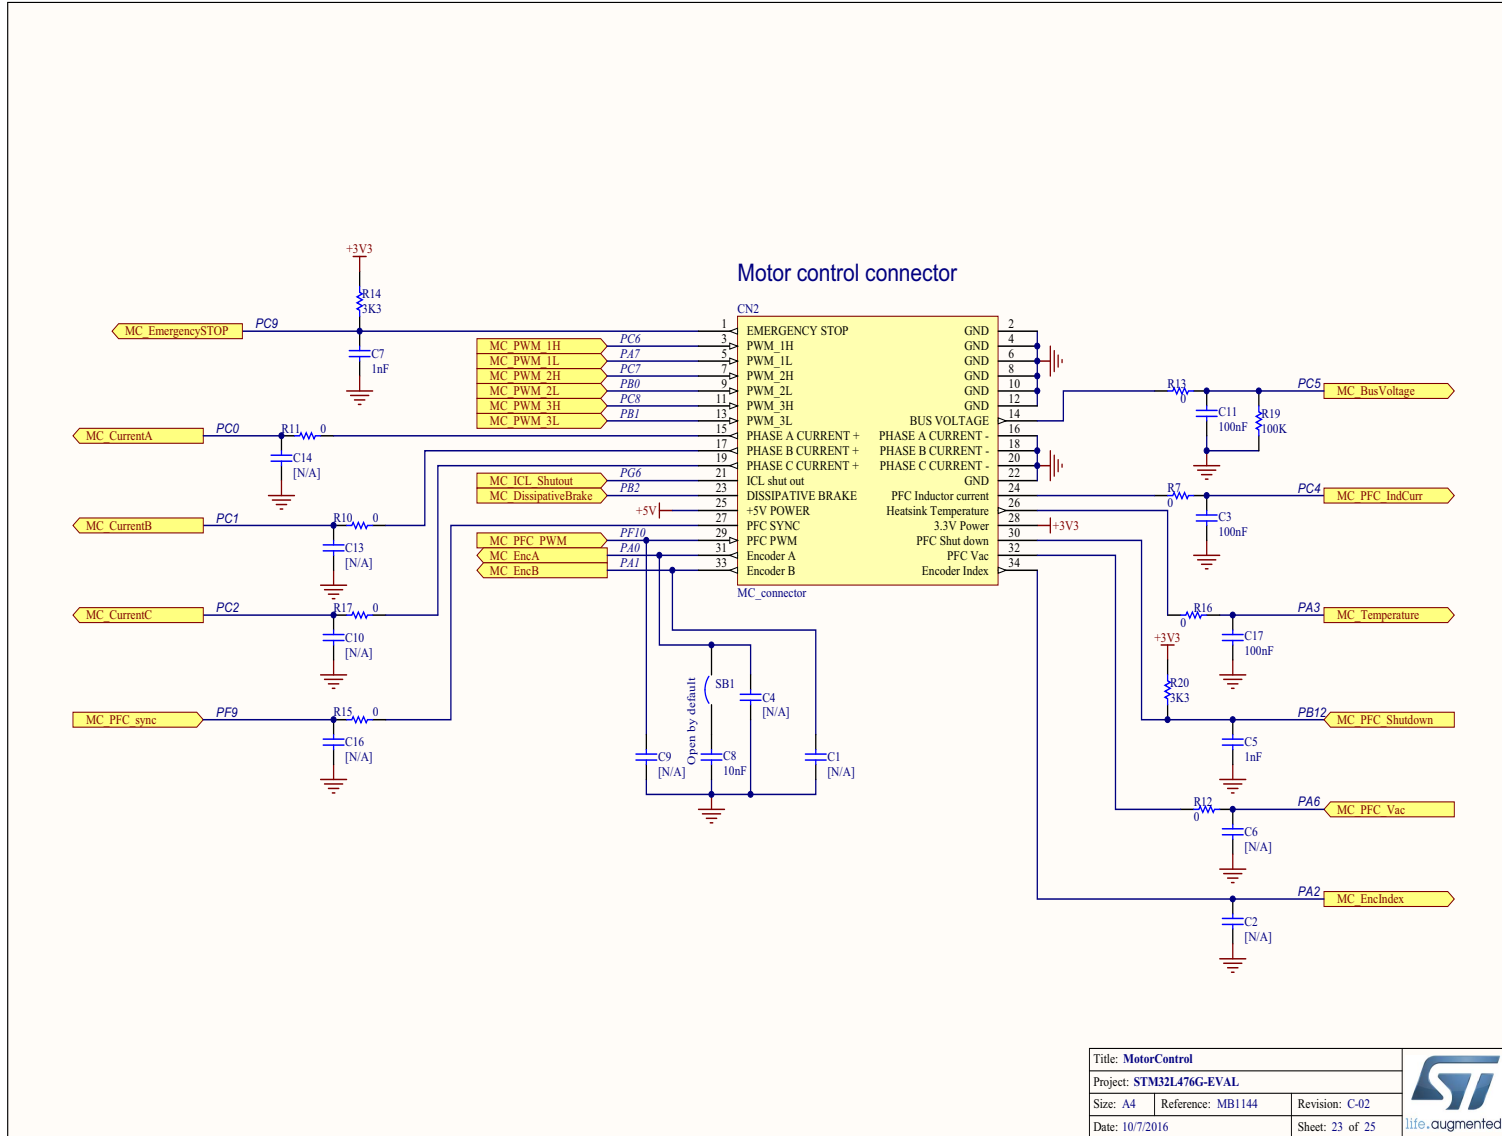 Motor control connector
CN2
+3V3
R14
3K3
MC_EmergencySTOP PC9
C7
1nF
1 EMERGENCY STOP GND 2
MC_PWM_1H PC6 3 PWM_1H GND 4
MC_PWM_1L PA7 5 PWM_1L GND 6
MC_PWM_2H PC7 7 PWM_2H GND 8
MC_PWM_2L PB0 9 PWM_2L GND 10
MC_PWM_3H PC8 11 PWM_3H GND 12
MC_PWM_3L PB1 13 PWM_3L BUS VOLTAGE 14
15 PHASE A CURRENT + PHASE A CURRENT - 16
17 PHASE B CURRENT + PHASE B CURRENT - 18
19 PHASE C CURRENT + PHASE C CURRENT - 20
MC_ICL_Shutout PG6 21 ICL shut out GND 22
MC_DissipativeBrake PB2 23 DISSIPATIVE BRAKE PFC Inductor current 24
+5V 25 +5V POWER Heatsink Temperature 26
27 PFC SYNC 3.3V Power 28 +3V3
MC_PFC_PWM PF10 29 PFC PWM PFC Shut down 30
MC_EncA PA0 31 Encoder A PFC Vac 32
MC_EncB PA1 33 Encoder B Encoder Index 34
MC_connector
MC_CurrentA PC0 R11 0
C14
[N/A]
MC_CurrentB PC1 R10 0
C13
[N/A]
MC_CurrentC PC2 R17 0
C10
[N/A]
MC_PFC_sync PF9 R15 0
C16
[N/A]
Open by default
SB1
C4
[N/A]
C9
[N/A]
C8
10nF
C1
[N/A]
R13
0
PC5 MC_BusVoltage
C11
100nF
R19
100K
R7
0
PC4 MC_PFC_IndCurr
C3
100nF
R16
0
PA3 MC_Temperature
C17
100nF
+3V3
R20
3K3
PB12 MC_PFC_Shutdown
C5
1nF
R12
0
PA6 MC_PFC_Vac
C6
[N/A]
PA2 MC_EncIndex
C2
[N/A]
Title: MotorControl
Project: STM32L476G-EVAL
Size: A4 Reference: MB1144 Revision: C-02
Date: 10/7/2016 Sheet: 23 of 25
ST
life.augmented